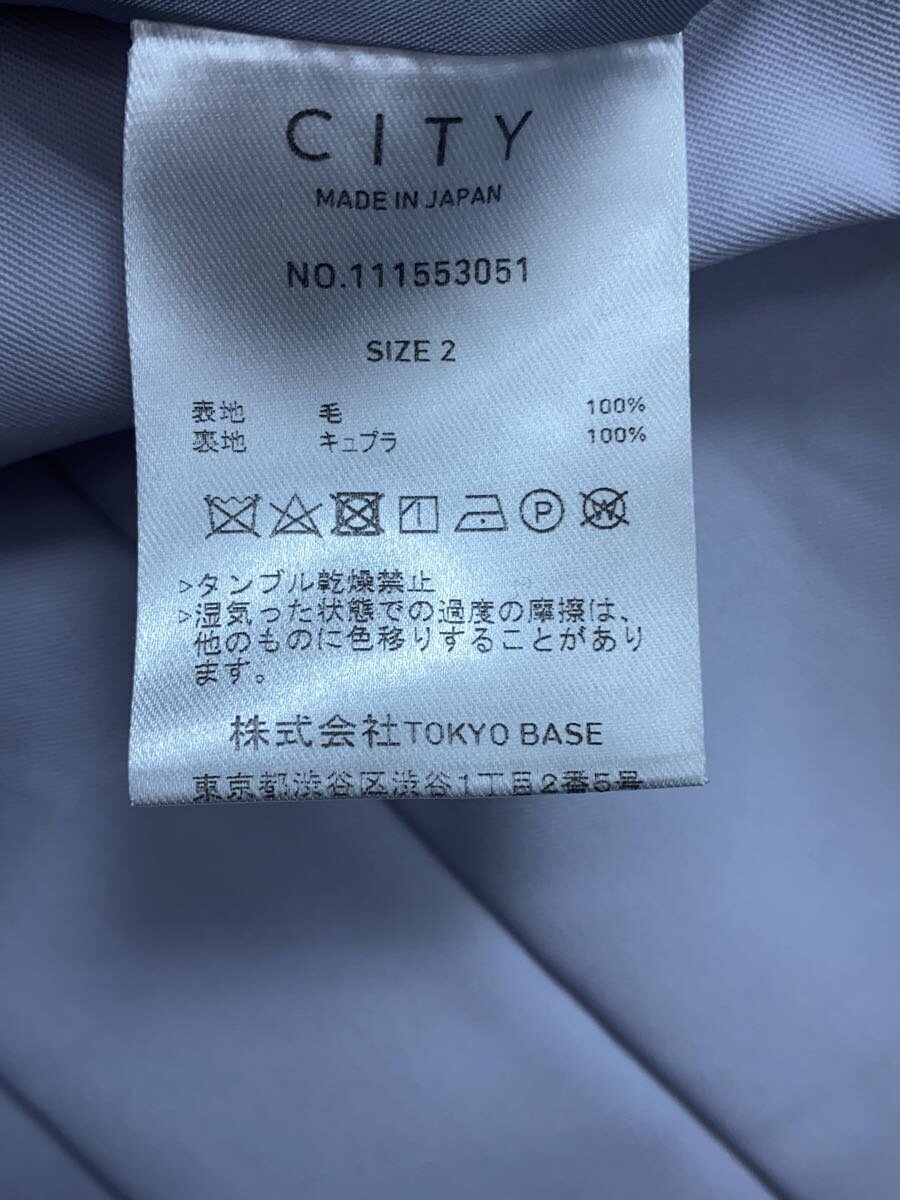 CITY
MADE IN JAPAN
NO.111553051
SIZE 2
表地 毛 100%
裏地 キュプラ 100%
P W
▷タンブル乾燥禁止
▷湿気った状態での過度の摩擦は、
他のものに色移りすることがあり
ます。
株式会社TOKYO BASE
東京都渋谷区渋谷1丁目2番5号